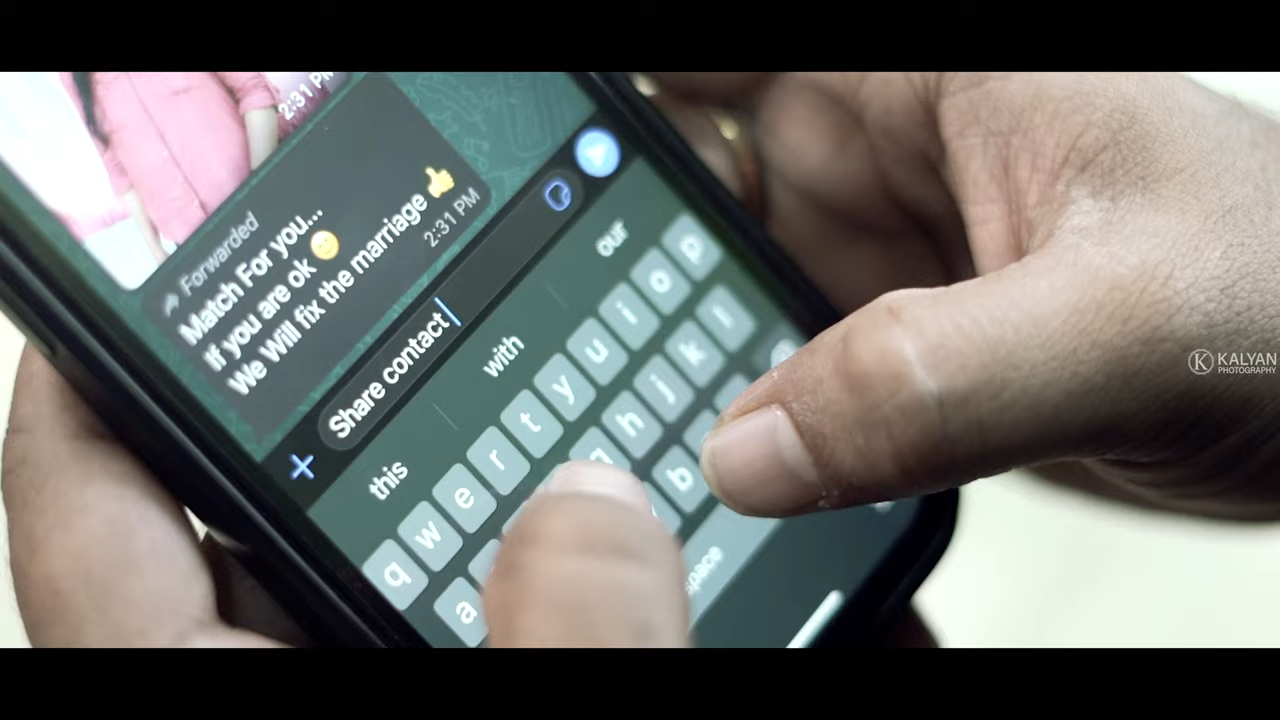 2:31 PM
Forwarded
Match For you...
If you are ok 😊
We Will fix the marriage 👍
2:31 PM
Share contact
this with our
q w e r t y u i o p
a h j k l
b
space
KALYAN
PHOTOGRAPHY